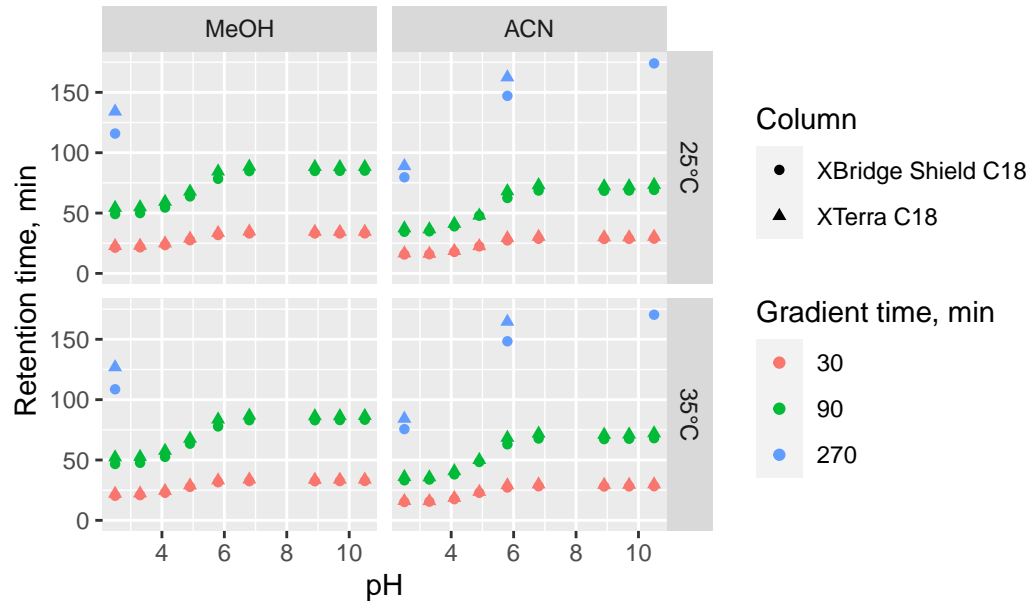 MeOH
ACN
150
100
50
0
25°C
150
100
50
0
35°C
4
6
8
10
4
6
8
10
pH
Retention time, min
Column
XBridge Shield C18
XTerra C18
Gradient time, min
30
90
270